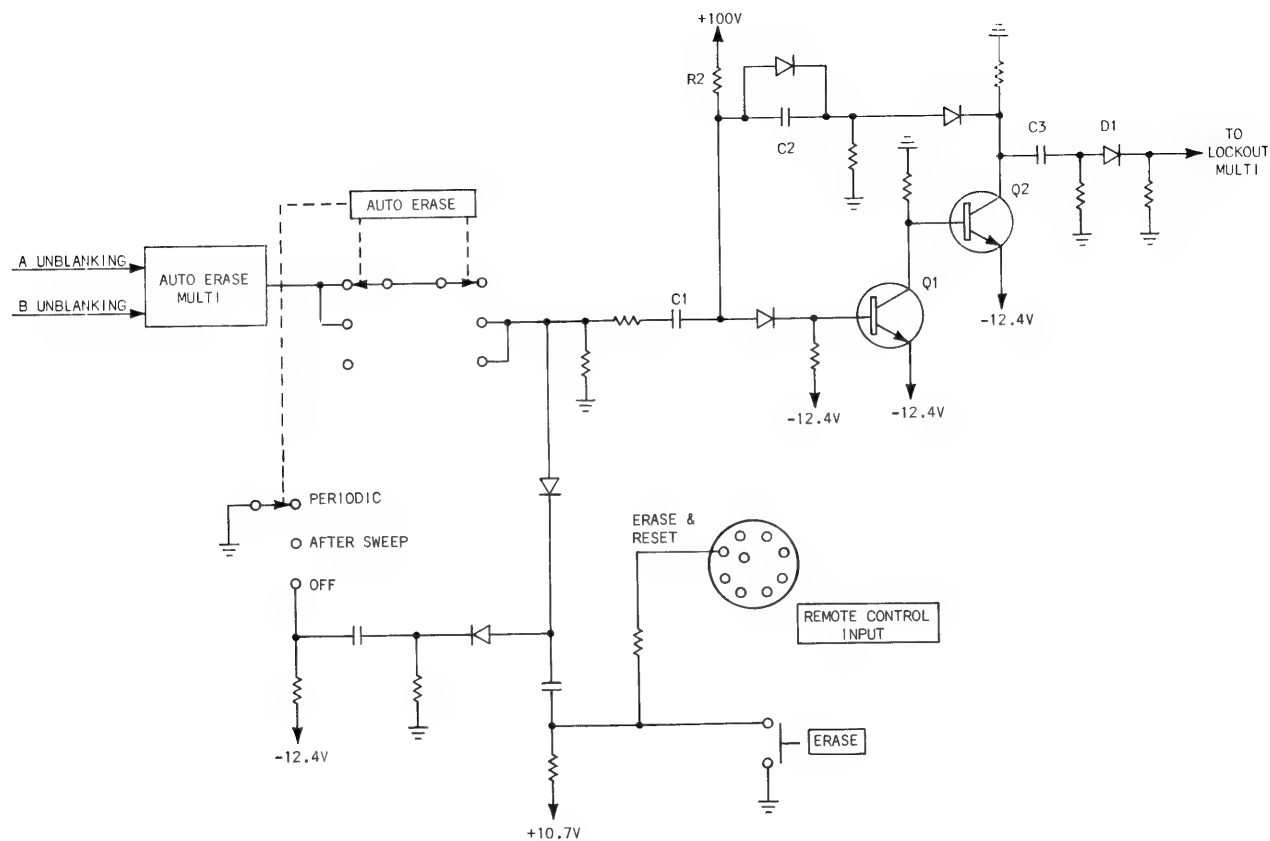 +100V
R2
C2
C3
D1
TO
LOCKOUT
MULTI
Q2
AUTO ERASE
A UNBLANKING
B UNBLANKING
AUTO ERASE
MULTI
C1
Q1
-12.4V
-12.4V
-12.4V
PERIODIC
AFTER SWEEP
OFF
ERASE &
RESET
REMOTE CONTROL
INPUT
-12.4V
ERASE
+10.7V